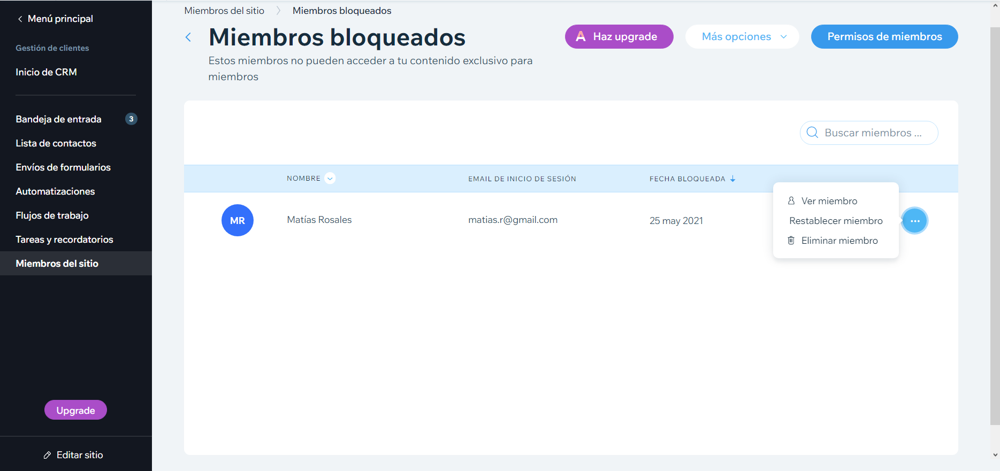 Menú principal
Gestión de clientes
Inicio de CRM
Bandeja de entrada 3
Lista de contactos
Envíos de formularios
Automatizaciones
Flujos de trabajo
Tareas y recordatorios
Miembros del sitio
Upgrade
Editar sitio
Miembros del sitio Miembros bloqueados
Miembros bloqueados
Estos miembros no pueden acceder a tu contenido exclusivo para
miembros
Haz upgrade
Más opciones
Permisos de miembros
Buscar miembros ...
NOMBRE EMAIL DE INICIO DE SESIÓN FECHA BLOQUEADA
MR Matías Rosales matias.r@gmail.com 25 may 2021
Ver miembro
Restablecer miembro
Eliminar miembro